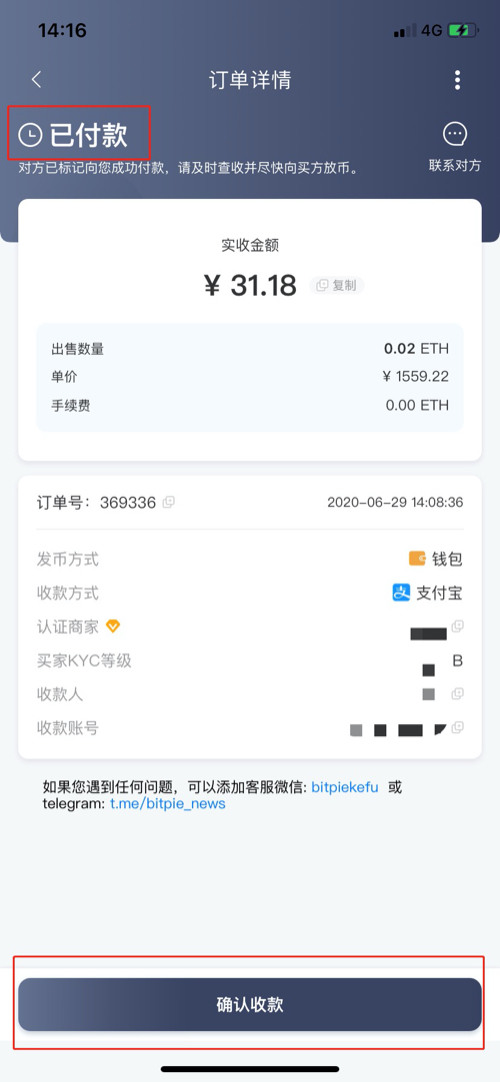 14:16
4G
订单详情
已付款
对方已标记向您成功付款，请及时查收并尽快向买方放币。
联系对方
实收金额
¥ 31.18 复制
出售数量 0.02 ETH
单价 ¥ 1559.22
手续费 0.00 ETH
订单号：369336 2020-06-29 14:08:36
发币方式 钱包
收款方式 支付宝
认证商家
买家KYC等级 B
收款人
收款账号
如果您遇到任何问题，可以添加客服微信: bitpiekefu 或
telegram: t.me/bitpie_news
确认收款